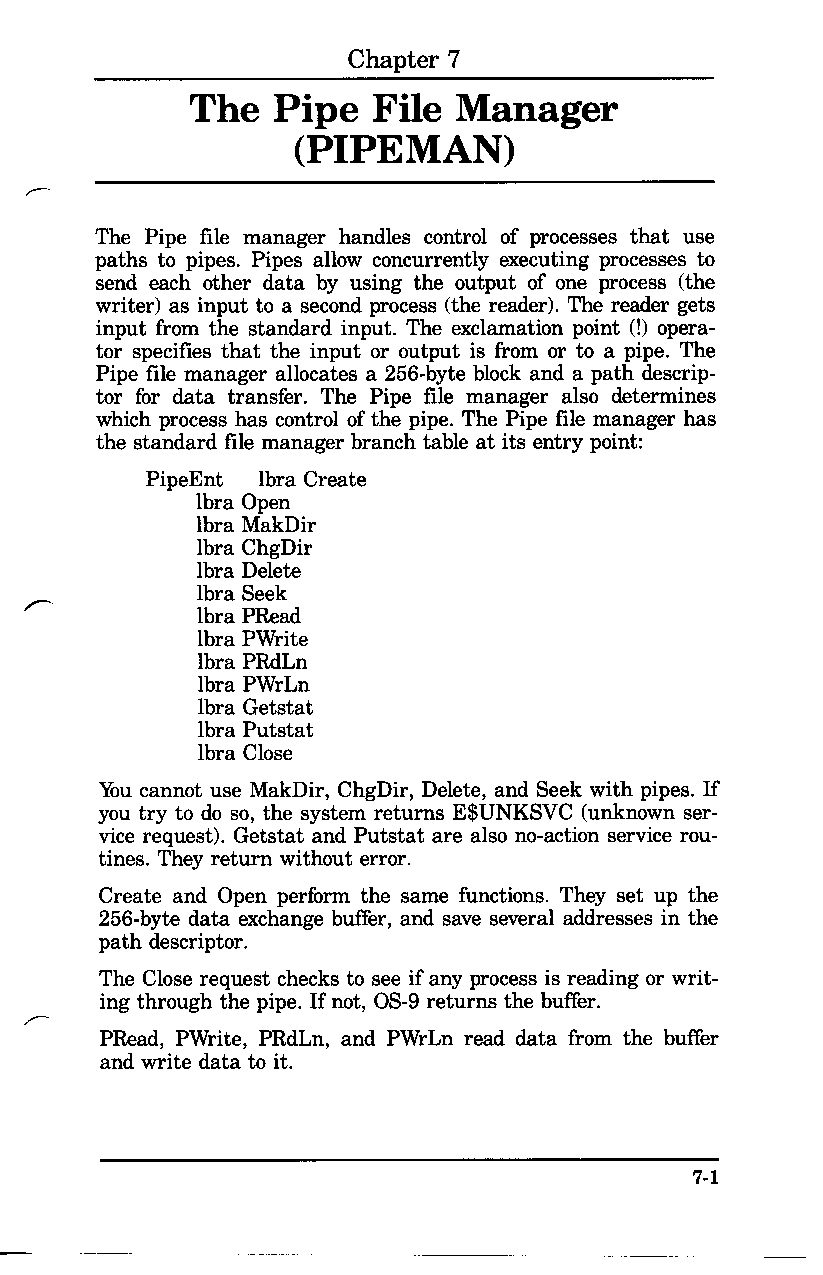 Chapter 7
The Pipe File Manager
(PIPEMAN)
The Pipe file manager handles control of processes that use
paths to pipes. Pipes allow concurrently executing processes to
send each other data by using the output of one process (the
writer) as input to a second process (the reader). The reader gets
input from the standard input. The exclamation point (!) opera-
tor specifies that the input or output is from or to a pipe. The
Pipe file manager allocates a 256-byte block and a path descrip-
tor for data transfer. The Pipe file manager also determines
which process has control of the pipe. The Pipe file manager has
the standard file manager branch table at its entry point:
PipeEnt lbra Create
lbra Open
lbra MakDir
lbra ChgDir
lbra Delete
lbra Seek
lbra PRead
lbra PWrite
lbra PRdLn
lbra PWrLn
lbra Getstat
lbra Putstat
lbra Close
You cannot use MakDir, ChgDir, Delete, and Seek with pipes. If
you try to do so, the system returns E$UNKSVC (unknown ser-
vice request). Getstat and Putstat are also no-action service rou-
tines. They return without error.
Create and Open perform the same functions. They set up the
256-byte data exchange buffer, and save several addresses in the
path descriptor.
The Close request checks to see if any process is reading or writ-
ing through the pipe. If not, OS-9 returns the buffer.
PRead, PWrite, PRdLn, and PWrLn read data from the buffer
and write data to it.
7-1